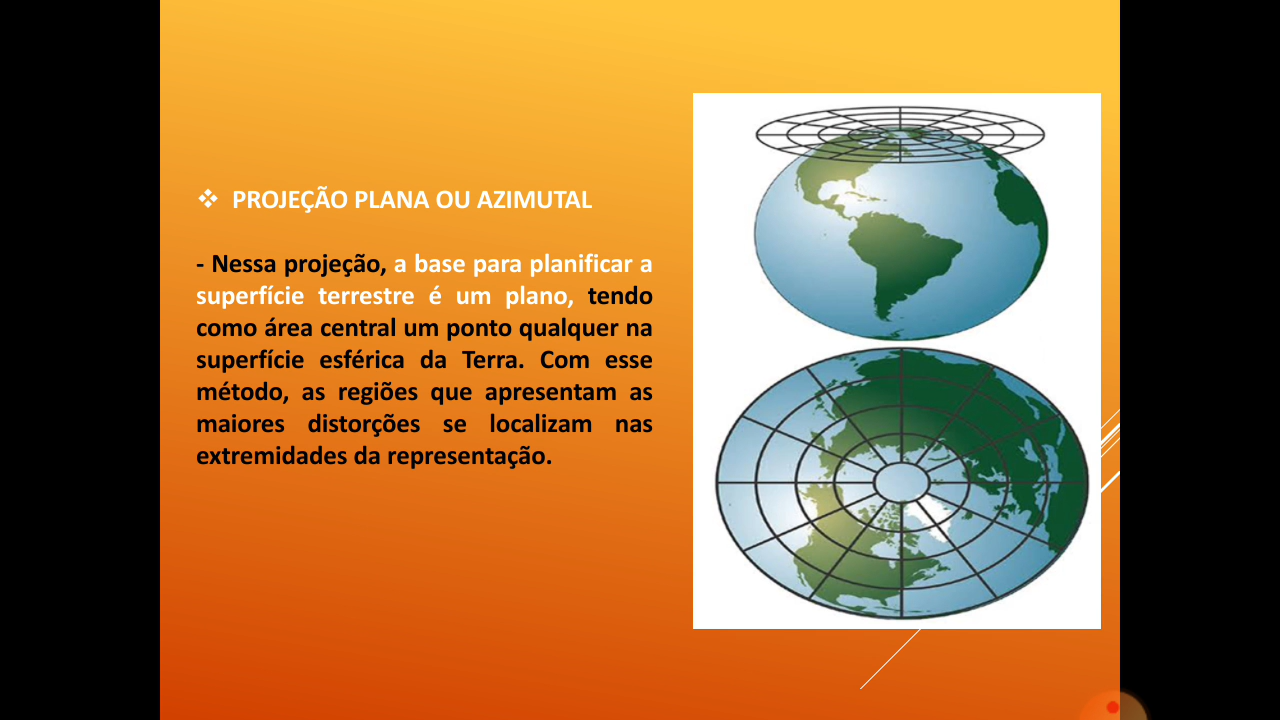 ❖ PROJEÇÃO PLANA OU AZIMUTAL
- Nessa projeção, a base para planificar a
superfície terrestre é um plano, tendo
como área central um ponto qualquer na
superfície esférica da Terra. Com esse
método, as regiões que apresentam as
maiores distorções se localizam nas
extremidades da representação.